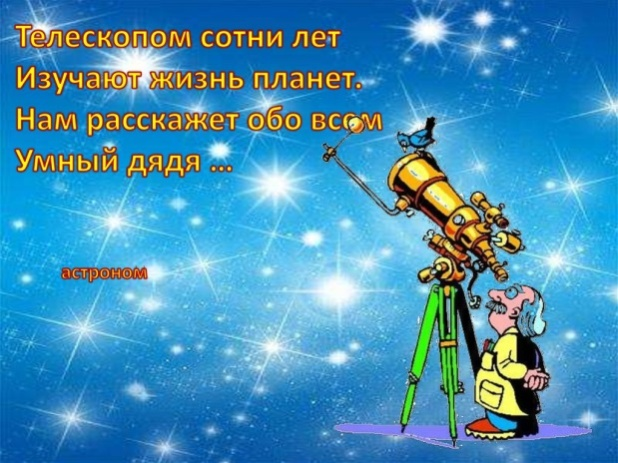 Телескопом сотни лет
Изучают жизнь планет.
Нам расскажет обо всем
Умный дядя ...
астроном